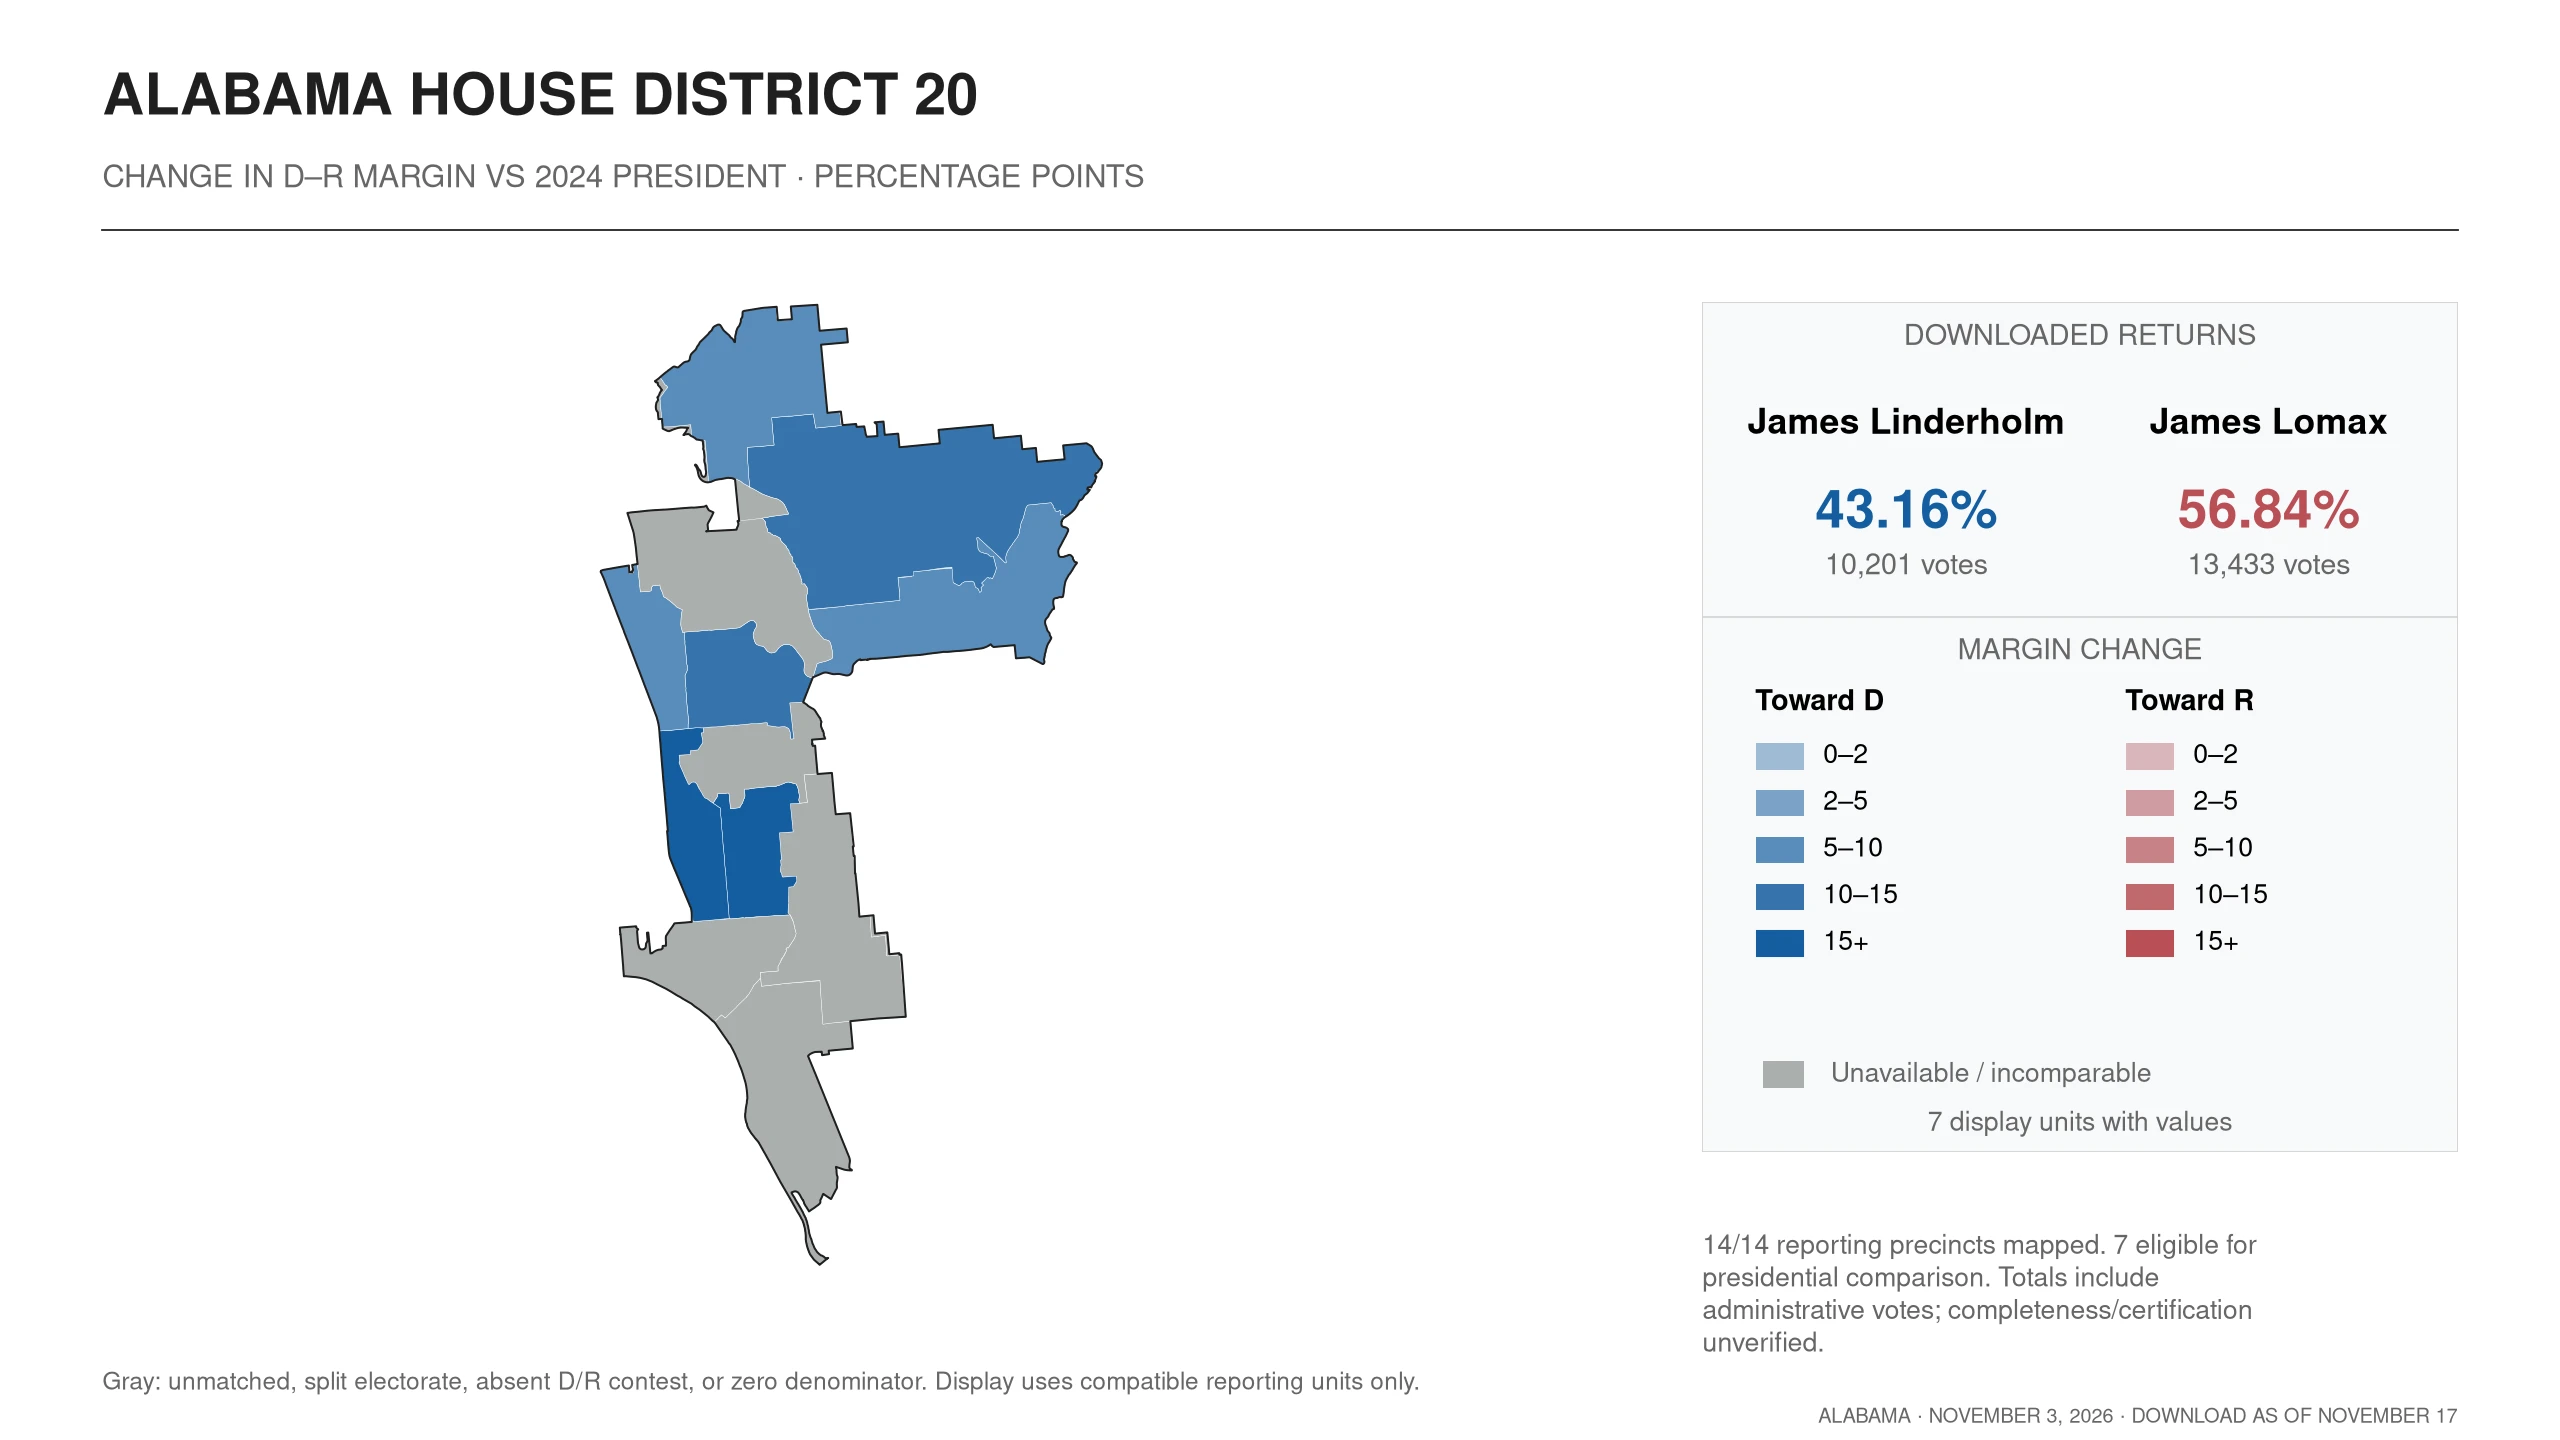 ALABAMA HOUSE DISTRICT 20
CHANGE IN D–R MARGIN VS 2024 PRESIDENT · PERCENTAGE POINTS
DOWNLOADED RETURNS
James Linderholm James Lomax
43.16% 56.84%
10,201 votes 13,433 votes
MARGIN CHANGE
Toward D Toward R
0–2 0–2
2–5 2–5
5–10 5–10
10–15 10–15
15+ 15+
Unavailable / incomparable
7 display units with values
14/14 reporting precincts mapped. 7 eligible for
presidential comparison. Totals include
administrative votes; completeness/certification
unverified.
Gray: unmatched, split electorate, absent D/R contest, or zero denominator. Display uses compatible reporting units only.
ALABAMA · NOVEMBER 3, 2026 · DOWNLOAD AS OF NOVEMBER 17